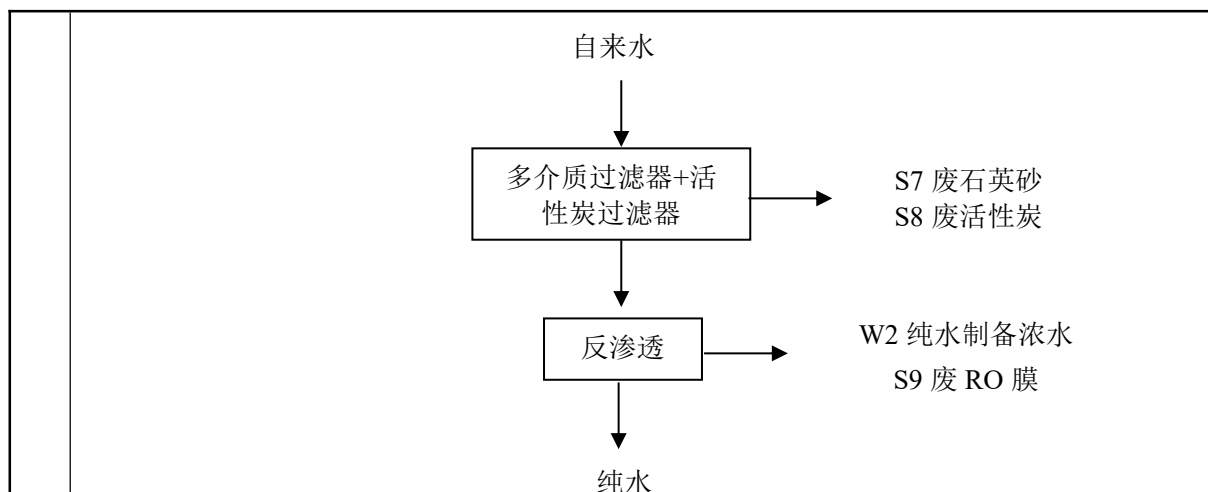 自来水
多介质过滤器+活
性炭过滤器
S7 废石英砂
S8 废活性炭
反渗透
W2 纯水制备浓水
S9 废 RO 膜
纯水